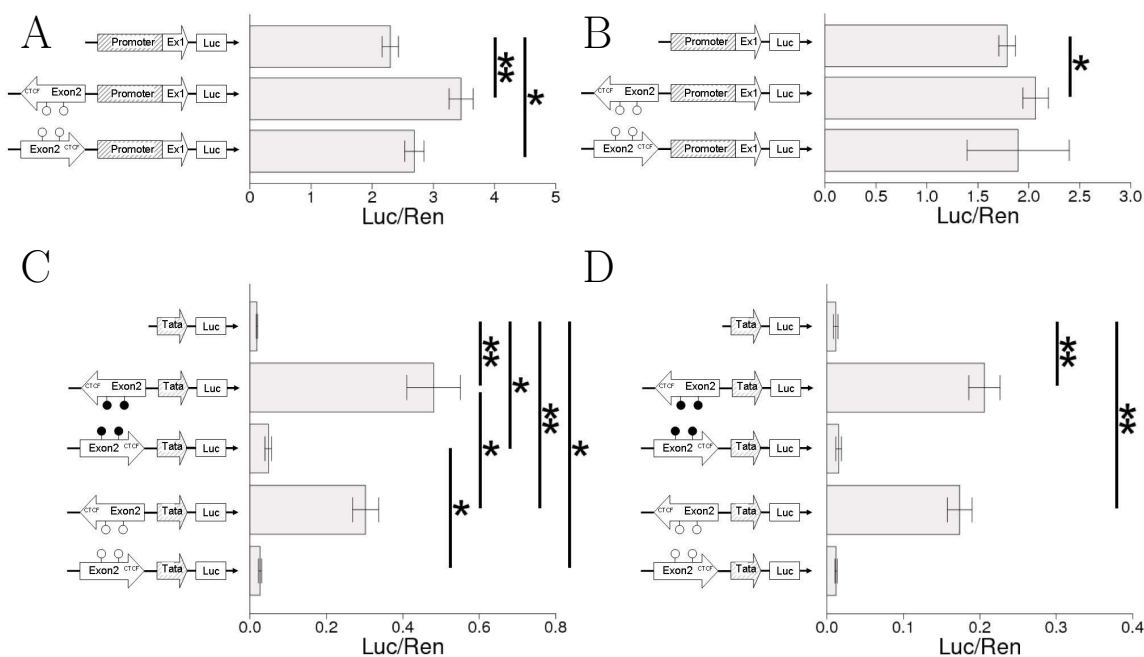 A
Promoter Ex1 Luc
CTCF Exon2 Promoter Ex1 Luc
Exon2 CTCF Promoter Ex1 Luc
**
*
0 1 2 3 4 5
Luc/Ren
B
Promoter Ex1 Luc
CTCF Exon2 Promoter Ex1 Luc
Exon2 CTCF Promoter Ex1 Luc
*
0.0 0.5 1.0 1.5 2.0 2.5 3.0
Luc/Ren
C
Tata Luc
CTCF Exon2 Tata Luc
Exon2 CTCF Tata Luc
CTCF Exon2 Tata Luc
Exon2 CTCF Tata Luc
**
*
**
*
*
*
0.0 0.2 0.4 0.6 0.8
Luc/Ren
D
Tata Luc
CTCF Exon2 Tata Luc
Exon2 CTCF Tata Luc
CTCF Exon2 Tata Luc
Exon2 CTCF Tata Luc
**
**
0.0 0.1 0.2 0.3 0.4
Luc/Ren